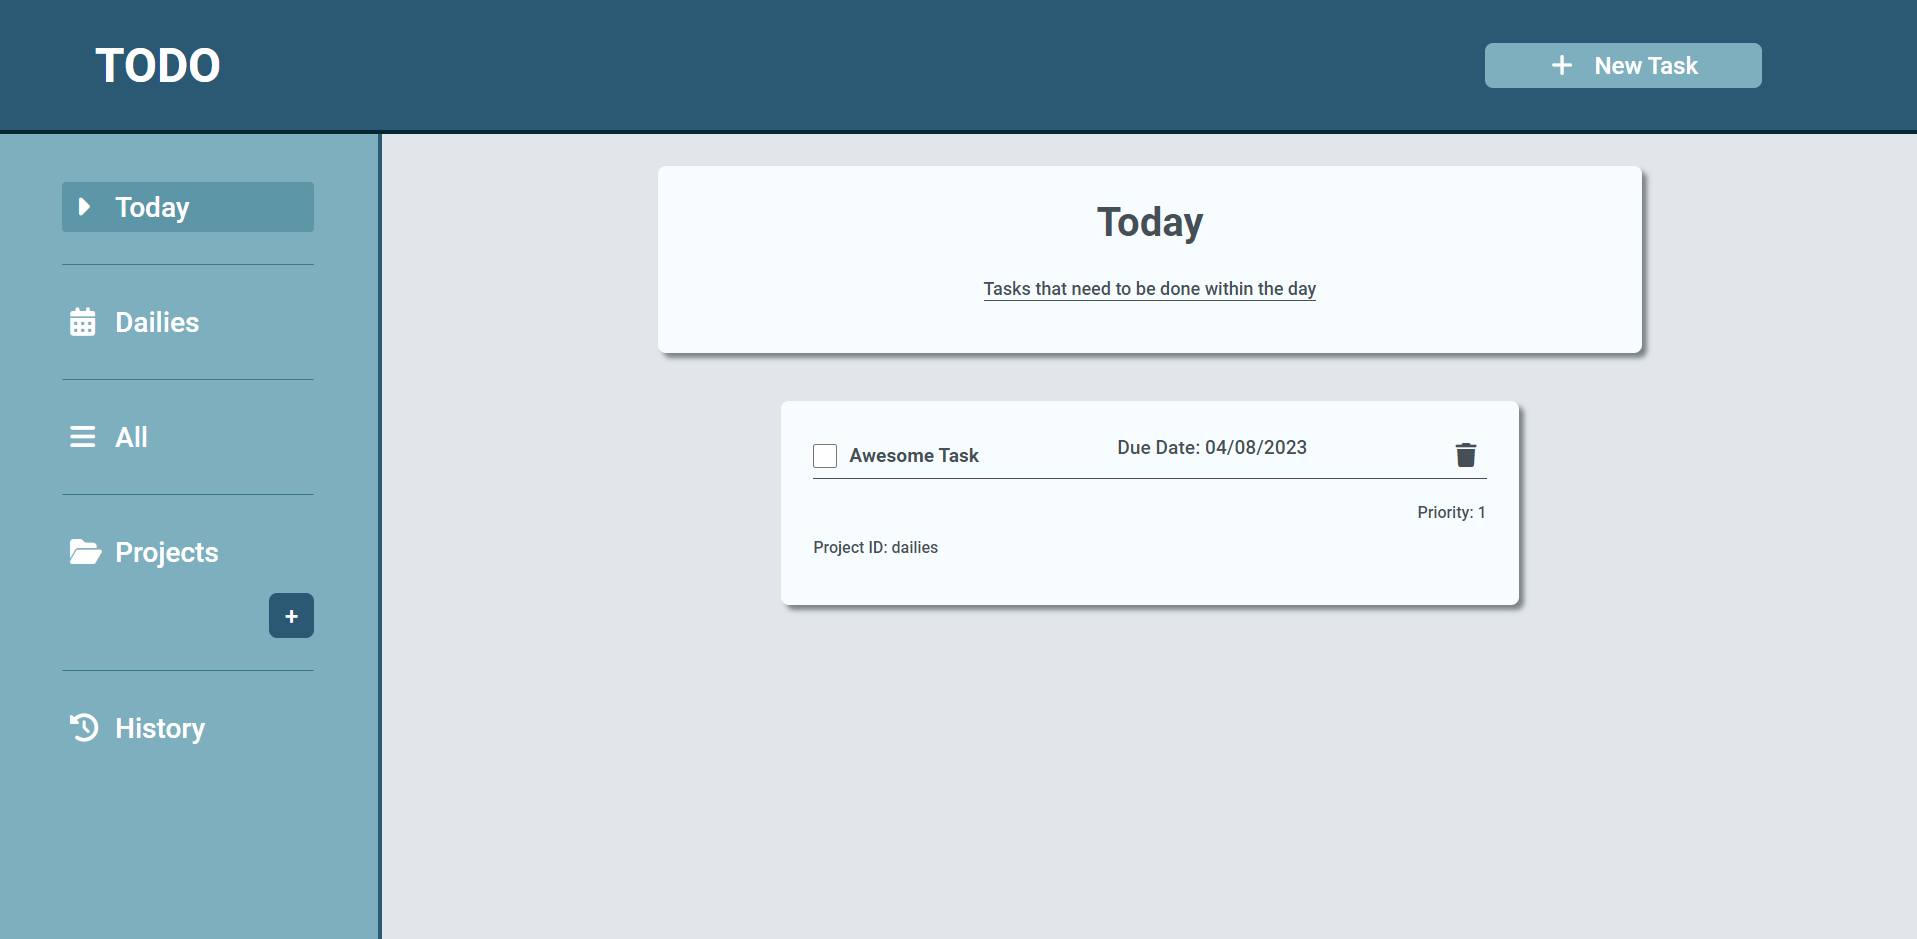 TODO
+ New Task
Today
Dailies
All
Projects
+
History
Today
Tasks that need to be done within the day
Awesome Task
Due Date: 04/08/2023
Priority: 1
Project ID: dailies